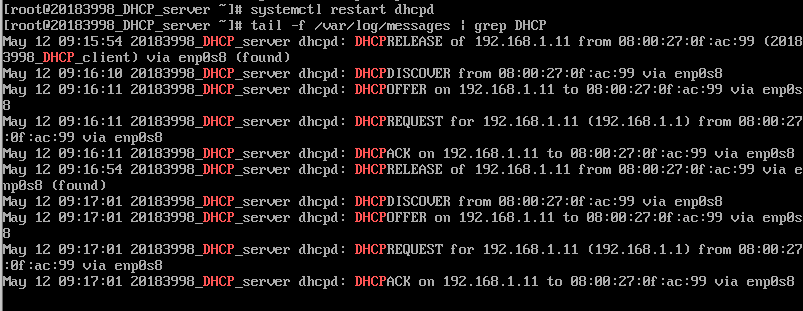 [root@20183998_DHCP_server ~]# systemctl restart dhcpd
[root@20183998_DHCP_server ~]# tail -f /var/log/messages | grep DHCP
May 12 09:15:54 20183998_DHCP_server dhcpd: DHCPRELEASE of 192.168.1.11 from 08:00:27:0f:ac:99 (2018
3998_DHCP_client) via enp0s8 (found)
May 12 09:16:10 20183998_DHCP_server dhcpd: DHCPDISCOVER from 08:00:27:0f:ac:99 via enp0s8
May 12 09:16:11 20183998_DHCP_server dhcpd: DHCPOFFER on 192.168.1.11 to 08:00:27:0f:ac:99 via enp0s
8
May 12 09:16:11 20183998_DHCP_server dhcpd: DHCPREQUEST for 192.168.1.11 (192.168.1.1) from 08:00:27
:0f:ac:99 via enp0s8
May 12 09:16:11 20183998_DHCP_server dhcpd: DHCPACK on 192.168.1.11 to 08:00:27:0f:ac:99 via enp0s8
May 12 09:16:54 20183998_DHCP_server dhcpd: DHCPRELEASE of 192.168.1.11 from 08:00:27:0f:ac:99 via e
np0s8 (found)
May 12 09:17:01 20183998_DHCP_server dhcpd: DHCPDISCOVER from 08:00:27:0f:ac:99 via enp0s8
May 12 09:17:01 20183998_DHCP_server dhcpd: DHCPOFFER on 192.168.1.11 to 08:00:27:0f:ac:99 via enp0s
8
May 12 09:17:01 20183998_DHCP_server dhcpd: DHCPREQUEST for 192.168.1.11 (192.168.1.1) from 08:00:27
:0f:ac:99 via enp0s8
May 12 09:17:01 20183998_DHCP_server dhcpd: DHCPACK on 192.168.1.11 to 08:00:27:0f:ac:99 via enp0s8